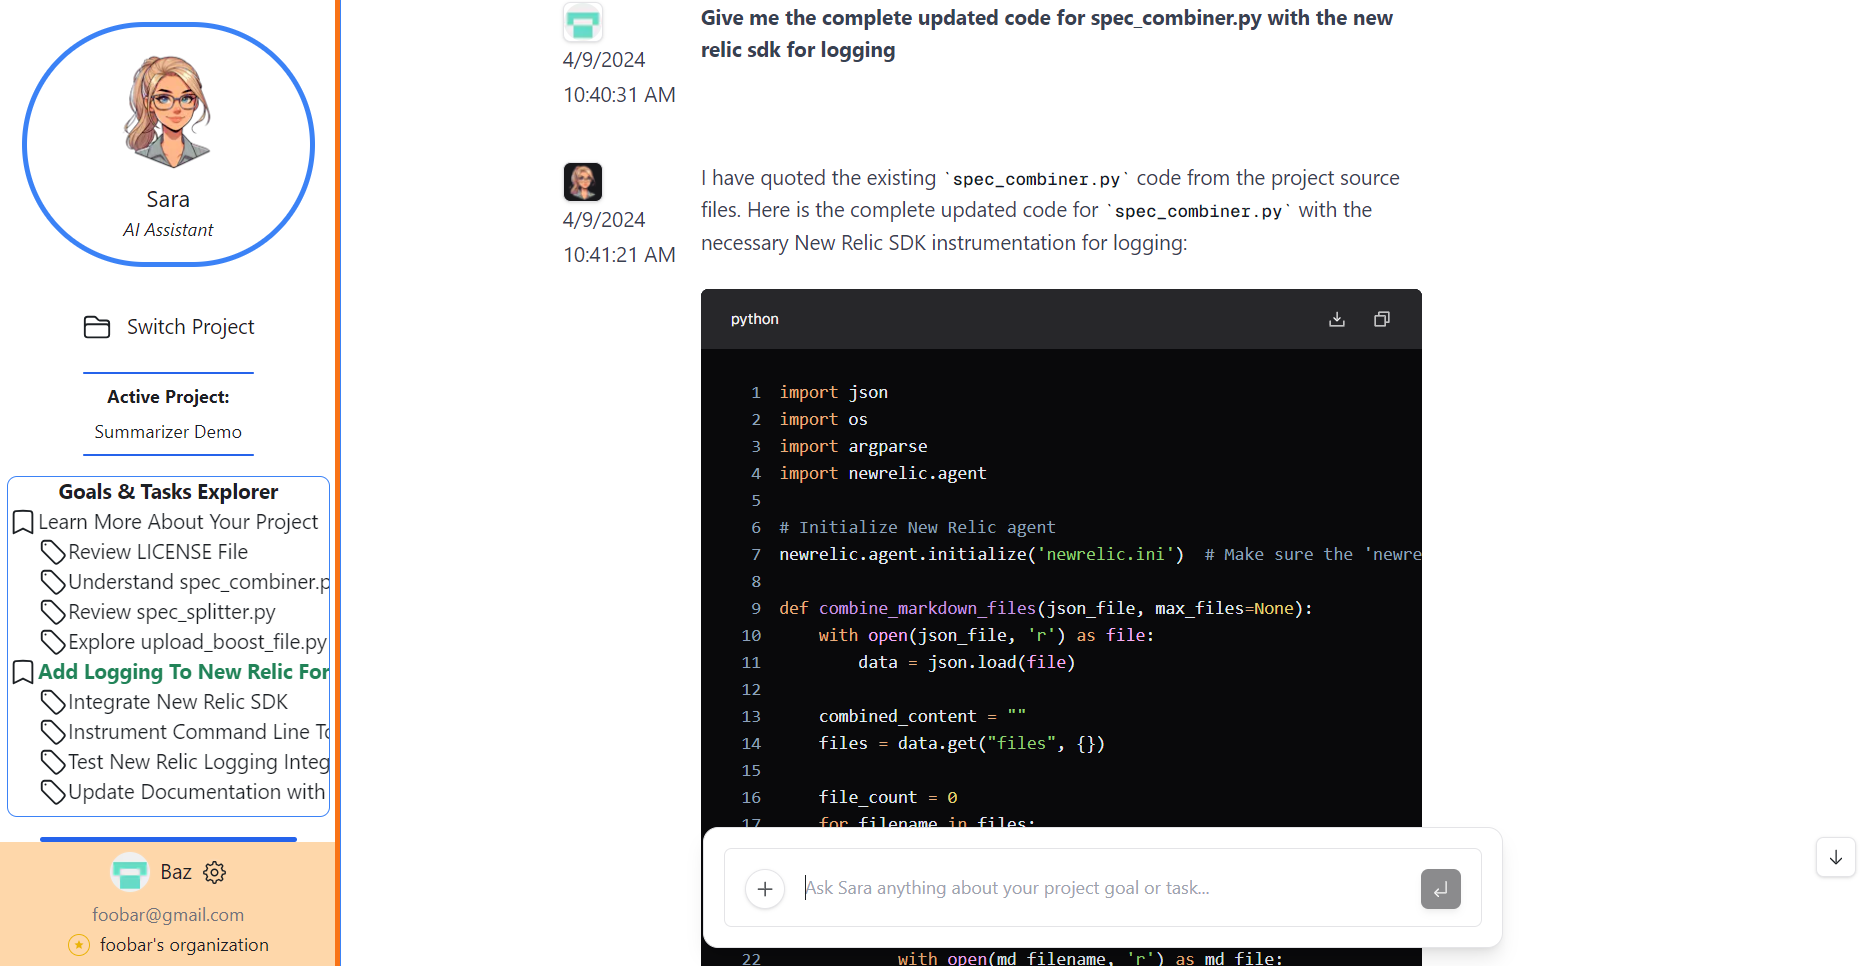 Sara
AI Assistant
Switch Project
Active Project:
Summarizer Demo
Goals & Tasks Explorer
Learn More About Your Project
Review LICENSE File
Understand spec_combiner.p
Review spec_splitter.py
Explore upload_boost_file.py
Add Logging To New Relic For
Integrate New Relic SDK
Instrument Command Line To
Test New Relic Logging Integ
Update Documentation with
Baz
foobar@gmail.com
foobar's organization
4/9/2024
10:40:31 AM
Give me the complete updated code for spec_combiner.py with the new
relic sdk for logging
4/9/2024
10:41:21 AM
I have quoted the existing `spec_combiner.py` code from the project source
files. Here is the complete updated code for `spec_combiner.py` with the
necessary New Relic SDK instrumentation for logging:
python
1 import json
2 import os
3 import argparse
4 import newrelic.agent
5
6 # Initialize New Relic agent
7 newrelic.agent.initialize('newrelic.ini')  # Make sure the 'newre
8
9 def combine_markdown_files(json_file, max_files=None):
10     with open(json_file, 'r') as file:
11         data = json.load(file)
12
13     combined_content = ""
14     files = data.get("files", {})
15
16     file_count = 0
17     for filename in files:
Ask Sara anything about your project goal or task...
22             with open(md_filename, 'r') as md_file: